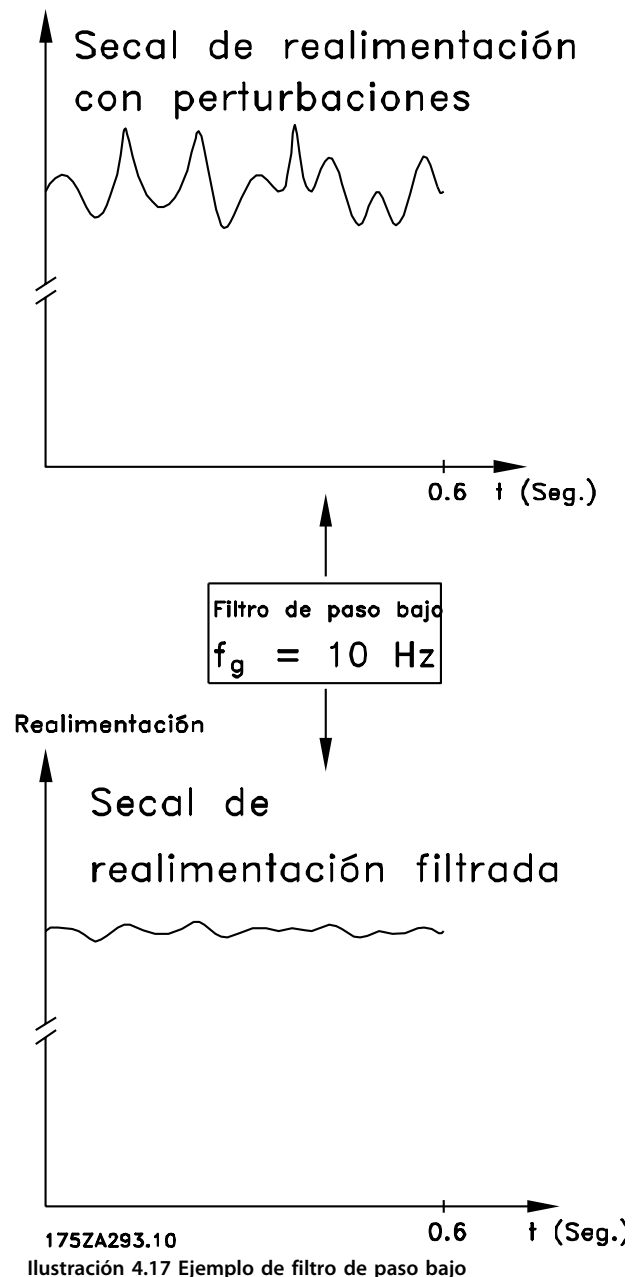 Secal de realimentación
con perturbaciones
0.6 t (Seg.)
Filtro de paso bajo
fg = 10 Hz
Realimentación
Secal de
realimentación filtrada
0.6 t (Seg.)
175ZA293.10
Ilustración 4.17 Ejemplo de filtro de paso bajo